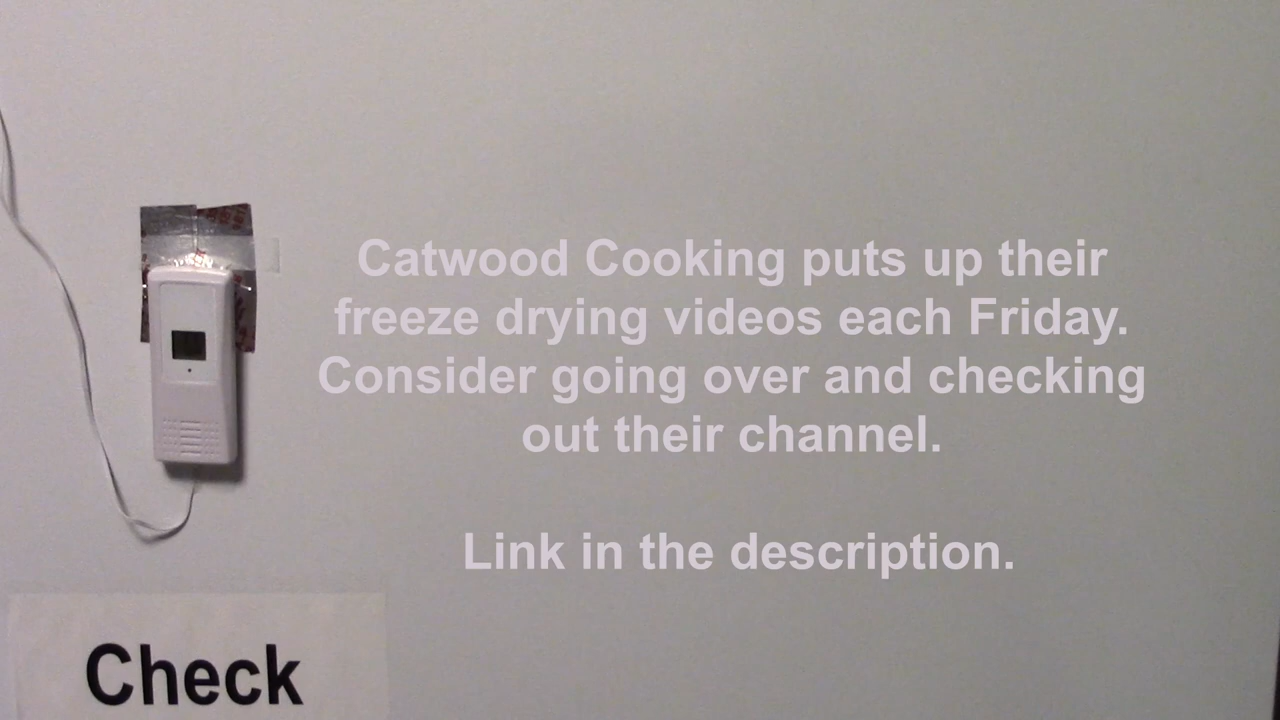 Catwood Cooking puts up their
freeze drying videos each Friday.
Consider going over and checking
out their channel.
Link in the description.
Check